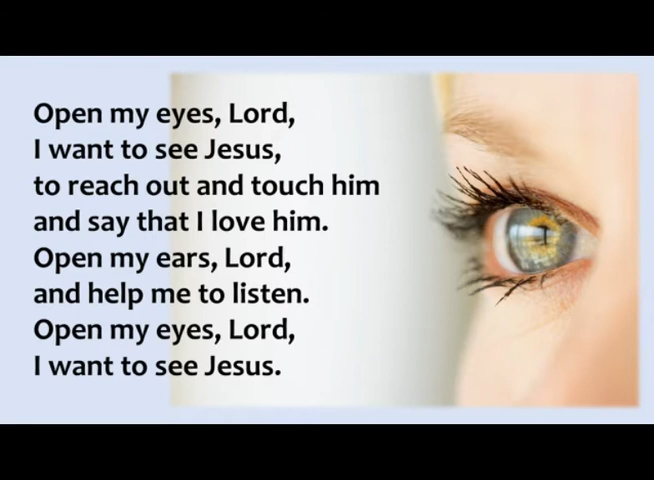 Open my eyes, Lord,
I want to see Jesus,
to reach out and touch him
and say that I love him.
Open my ears, Lord,
and help me to listen.
Open my eyes, Lord,
I want to see Jesus.